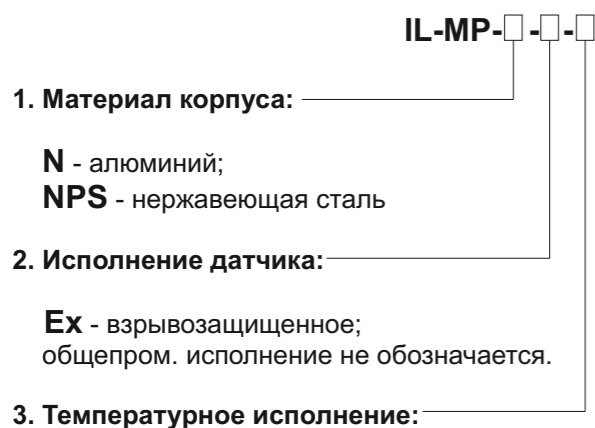 IL-MP-□-□-□
1. Материал корпуса:
N - алюминий;
NPS - нержавеющая сталь
2. Исполнение датчика:
Ex - взрывозащищенное;
общепром. исполнение не обозначается.
3. Температурное исполнение: